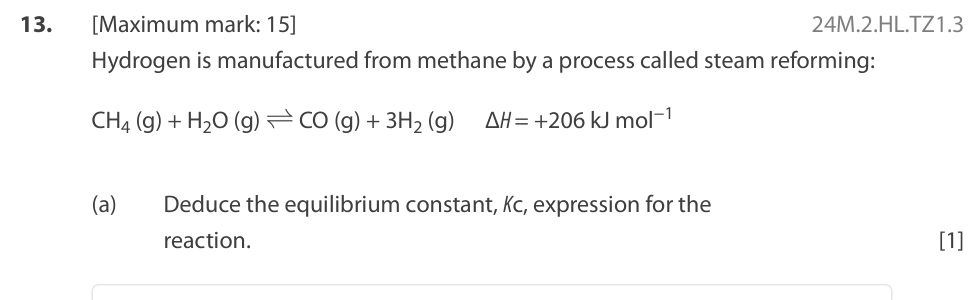 13. [Maximum mark: 15] 24M.2.HL.TZ1.3
Hydrogen is manufactured from methane by a process called steam reforming:
CH₄ (g) + H₂O (g) ⇌ CO (g) + 3H₂ (g) ΔH = +206 kJ mol⁻¹
(a) Deduce the equilibrium constant, Kc, expression for the
reaction. [1]